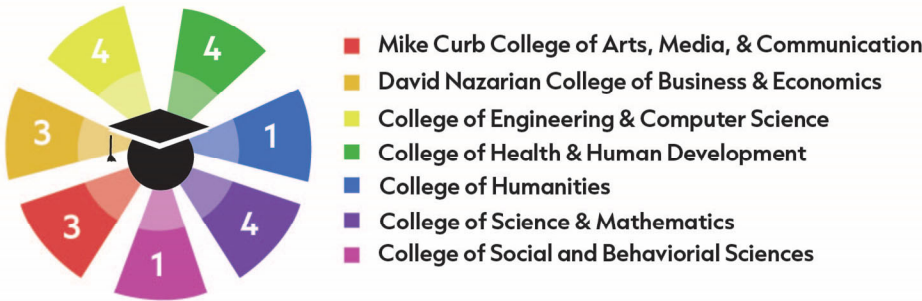 4
4
3
1
3
4
1
Mike Curb College of Arts, Media, & Communication
David Nazarian College of Business & Economics
College of Engineering & Computer Science
College of Health & Human Development
College of Humanities
College of Science & Mathematics
College of Social and Behaviorial Sciences